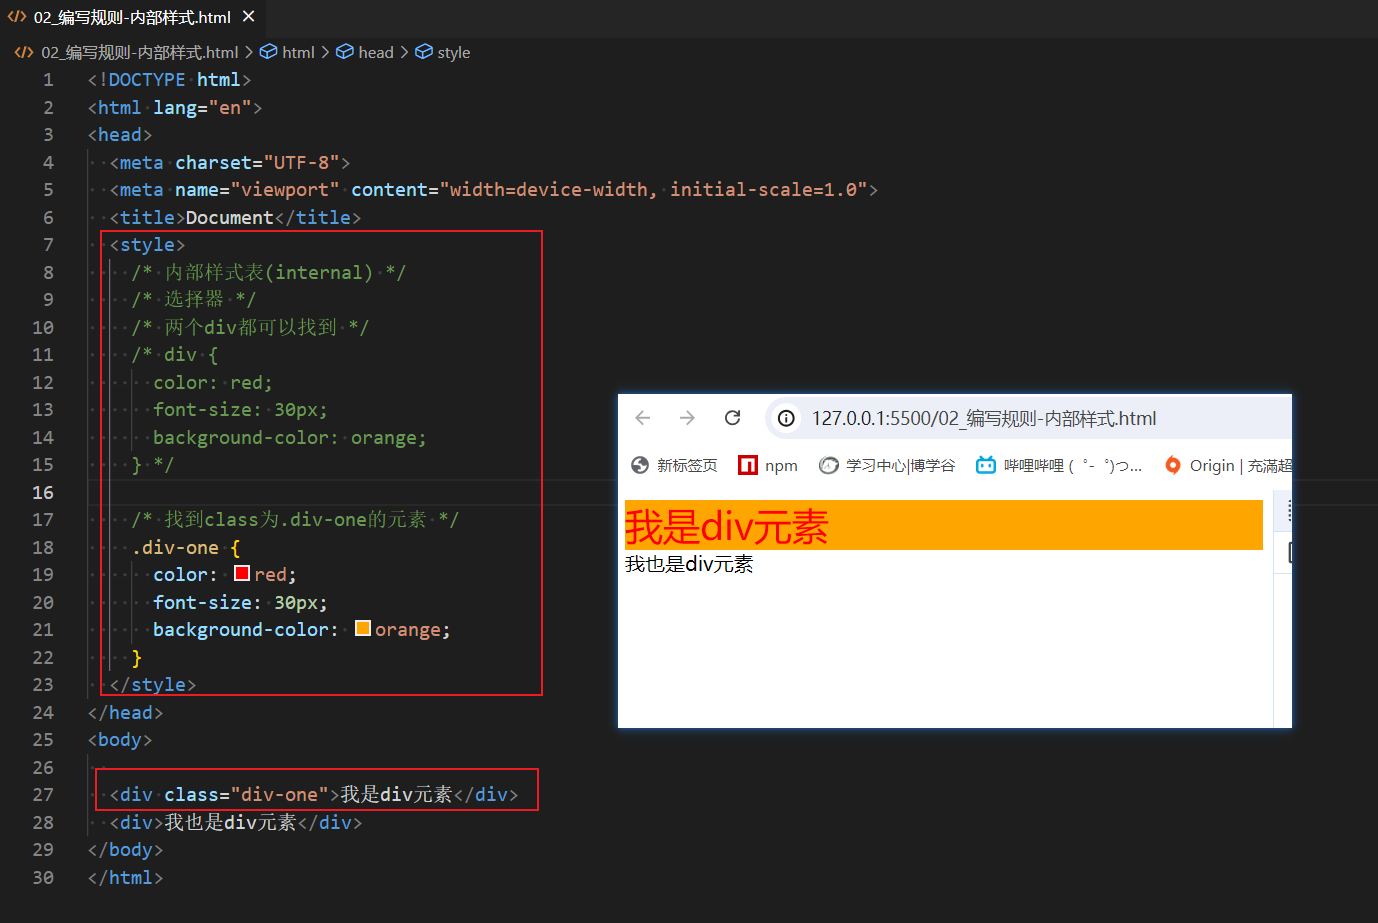 02_编写规则-内部样式.html
02_编写规则-内部样式.html > html > head > style
1 <!DOCTYPE html>
2 <html lang="en">
3 <head>
4 <meta charset="UTF-8">
5 <meta name="viewport" content="width=device-width, initial-scale=1.0">
6 <title>Document</title>
7 <style>
8 /* 内部样式表(internal) */
9 /* 选择器 */
10 /* 两个div都可以找到 */
11 /* div {
12 color: red;
13 font-size: 30px;
14 background-color: orange;
15 } */
16
17 /* 找到class为.div-one的元素 */
18 .div-one {
19 color: red;
20 font-size: 30px;
21 background-color: orange;
22 }
23 </style>
24 </head>
25 <body>
26
27 <div class="div-one">我是div元素</div>
28 <div>我也是div元素</div>
29 </body>
30 </html>
127.0.0.1:5500/02_编写规则-内部样式.html
新标签页 npm 学习中心|博学谷 哔哩哔哩 (゜-゜)つ... Origin | 充滿超
我是div元素
我也是div元素